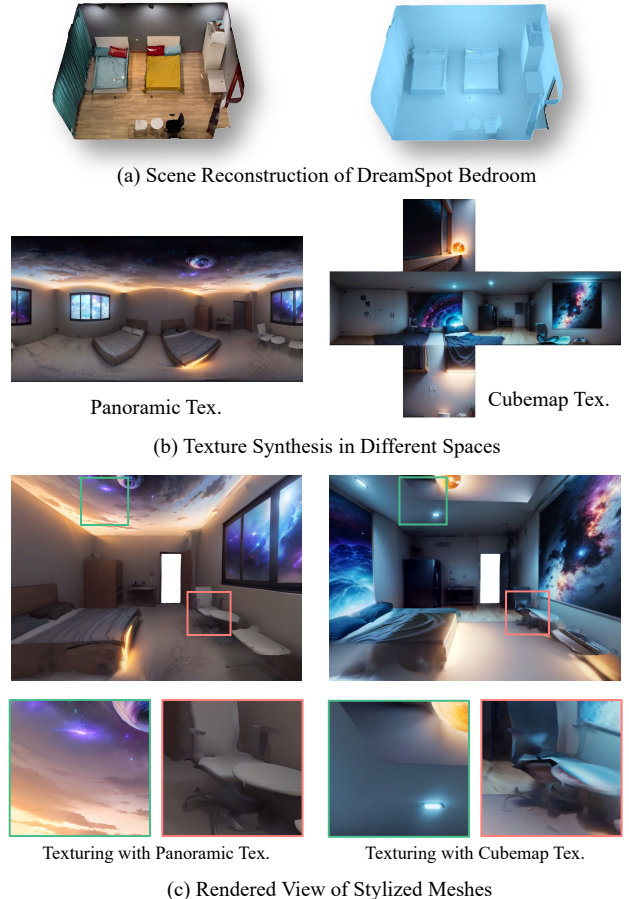 (a) Scene Reconstruction of DreamSpot Bedroom
Panoramic Tex.
Cubemap Tex.
(b) Texture Synthesis in Different Spaces
Texturing with Panoramic Tex.
Texturing with Cubemap Tex.
(c) Rendered View of Stylized Meshes